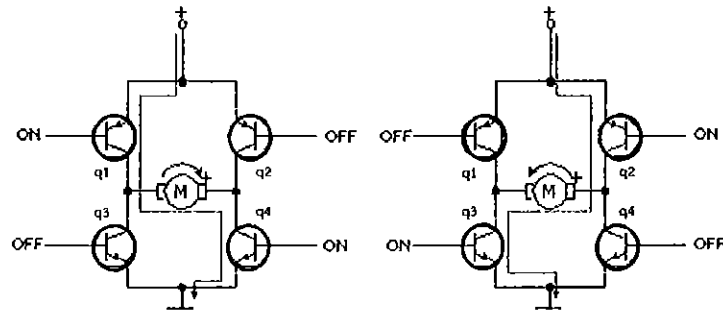 + +
ON OFF OFF ON
q1 q2 q1 q2
M + M +
q3 q4 q3 q4
OFF ON ON OFF